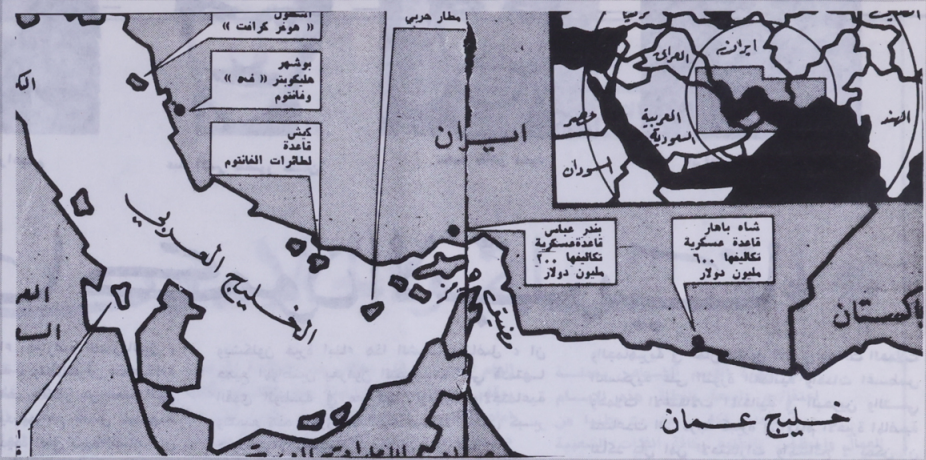 « هوفر كرافت »
بوشهر
هليكوبتر « غه »
وفانتوم
كيش
قاعدة
لطائرات الفانتوم
مطار حربي
ايران
العراق
ايران
مصر
العربية
السعودية
السودان
الهند
بندر عباس
قاعدة عسكرية
تكاليفها ٢٠٠
مليون دولار
شاه باهار
قاعدة عسكرية
تكاليفها ٦٠٠
مليون دولار
الخليج العربي
مضيق
هرمز
باكستان
خليج عمان